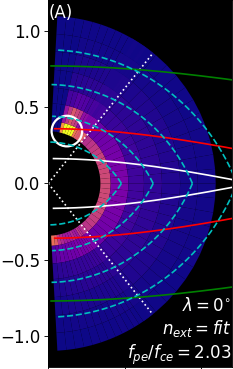 (A)
1.0
0.5
0.0
−0.5
−1.0
λ = 0°
n_ext = fit
f_pe/f_ce = 2.03